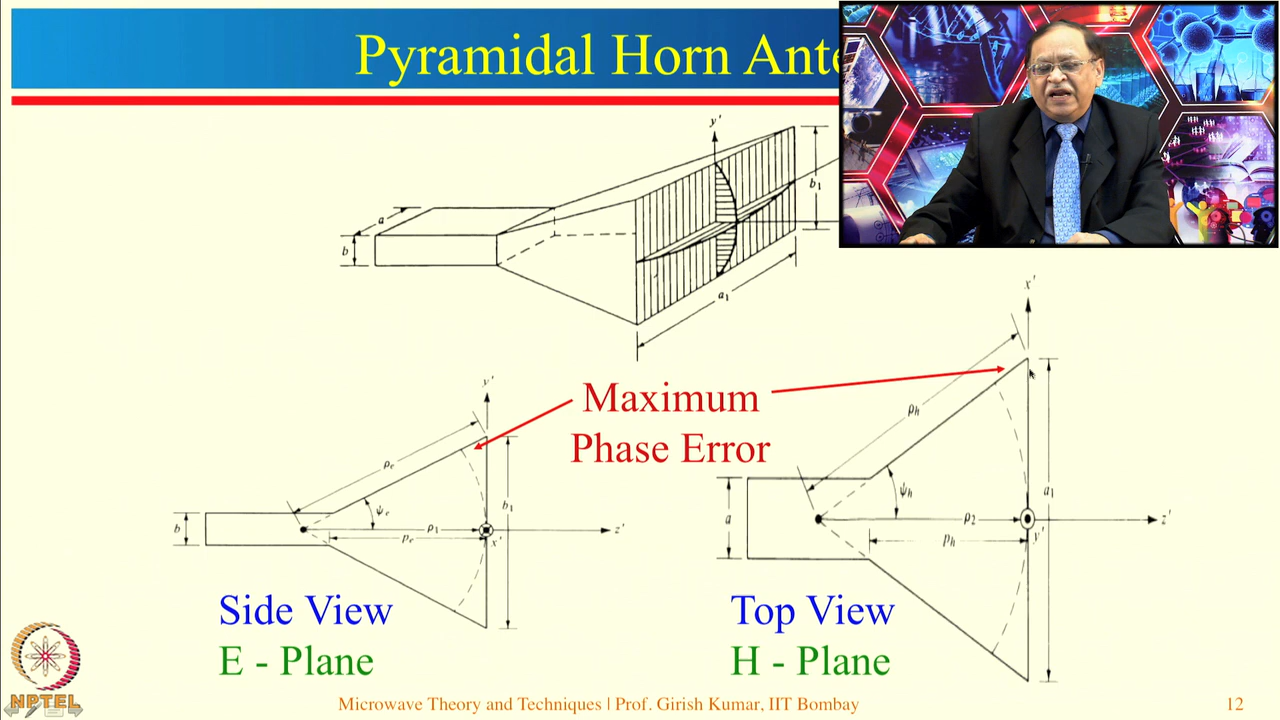 Pyramidal Horn Ante
y'
a
b
b₁
a₁
x'
Maximum
Phase Error
y'
ρₑ
b
ψₑ
ρ₁
pₑ
x'
b₁
z'
ρₕ
a
ψₕ
ρ₂
pₕ
y'
a₁
z'
Side View
E - Plane
Top View
H - Plane
NPTEL
Microwave Theory and Techniques | Prof. Girish Kumar, IIT Bombay
12